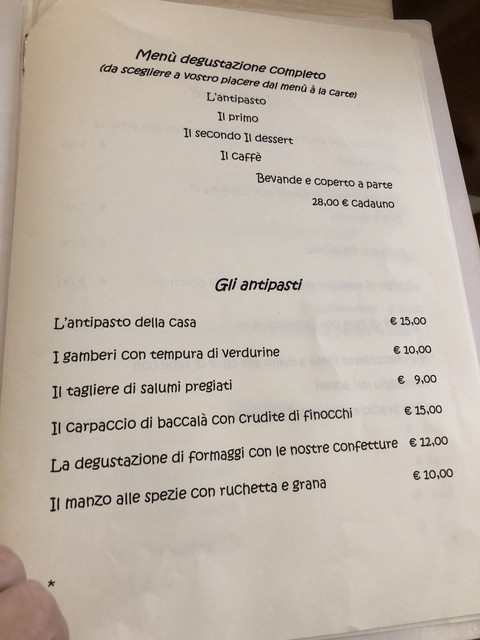 Menù degustazione completo
(da scegliere a vostro piacere dal menù à la carte)
L'antipasto
Il primo
Il secondo Il dessert
Il caffè
Bevande e coperto a parte
28,00 € cadauno
Gli antipasti
L'antipasto della casa € 15,00
I gamberi con tempura di verdurine € 10,00
Il tagliere di salumi pregiati € 9,00
Il carpaccio di baccalà con crudite di finocchi € 15,00
La degustazione di formaggi con le nostre confetture € 12,00
Il manzo alle spezie con ruchetta e grana € 10,00
*